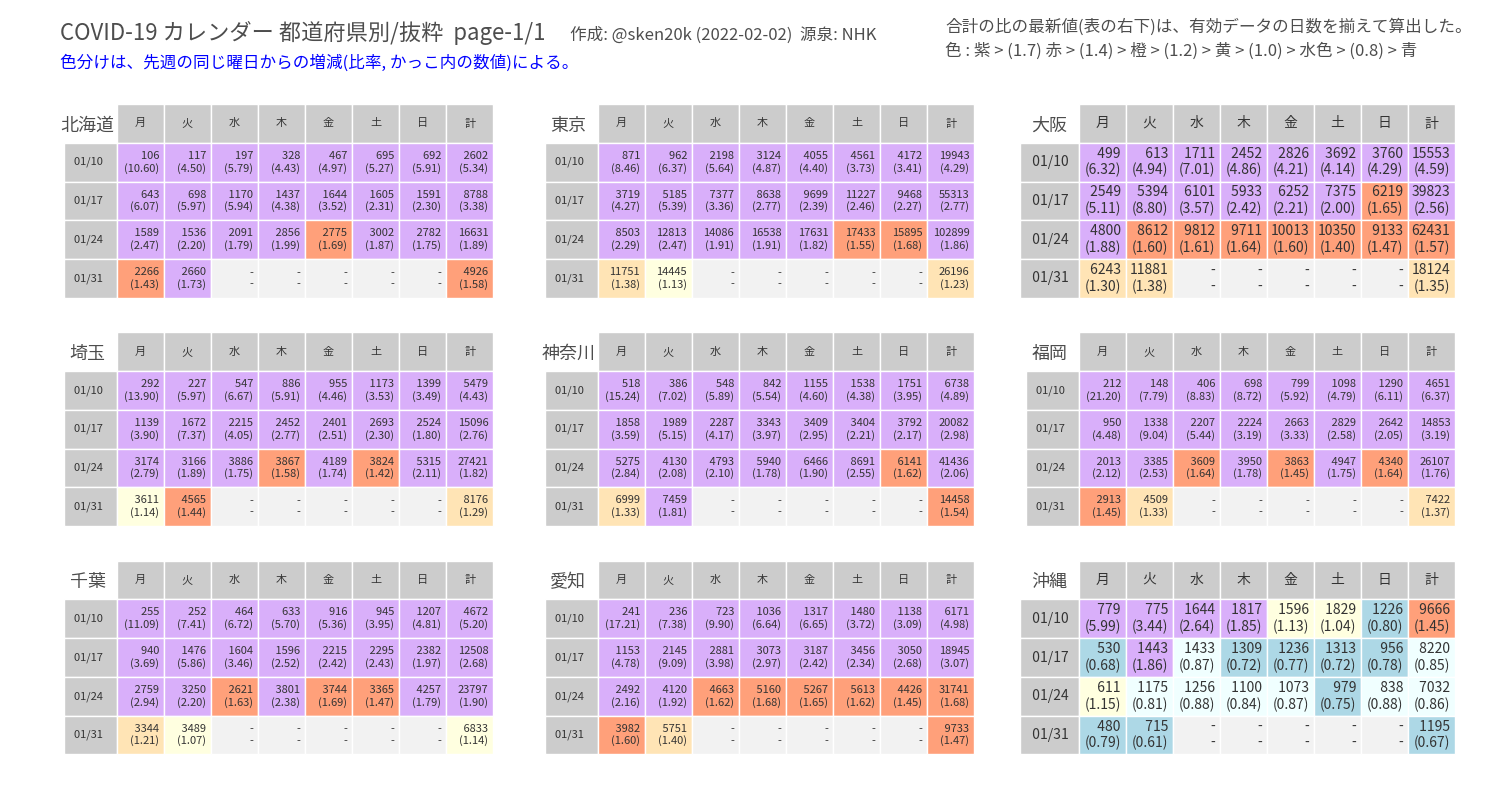 COVID-19 カレンダー 都道府県別/抜粋 page-1/1 作成: @sken20k (2022-02-02) 源泉: NHK
合計の比の最新値(表の右下)は、有効データの日数を揃えて算出した。
色分けは、先週の同じ曜日からの増減(比率, かっこ内の数値)による。
色 : 紫 > (1.7) 赤 > (1.4) 橙 > (1.2) > 黄 > (1.0) > 水色 > (0.8) > 青
北海道 月 火 水 木 金 土 日 計
01/10 106 117 197 328 467 695 692 2602
(10.60) (4.50) (5.79) (4.43) (4.97) (5.27) (5.91) (5.34)
01/17 643 698 1170 1437 1644 1605 1591 8788
(6.07) (5.97) (5.94) (4.38) (3.52) (2.31) (2.30) (3.38)
01/24 1589 1536 2091 2856 2775 3002 2782 16631
(2.47) (2.20) (1.79) (1.99) (1.69) (1.87) (1.75) (1.89)
01/31 2266 2660 - - - - - 4926
(1.43) (1.73) - - - - - (1.58)
東京 月 火 水 木 金 土 日 計
01/10 871 962 2198 3124 4055 4561 4172 19943
(8.46) (6.37) (5.64) (4.87) (4.40) (3.73) (3.41) (4.29)
01/17 3719 5185 7377 8638 9699 11227 9468 55313
(4.27) (5.39) (3.36) (2.77) (2.39) (2.46) (2.27) (2.77)
01/24 8503 12813 14086 16538 17631 17433 15895 102899
(2.29) (2.47) (1.91) (1.91) (1.82) (1.55) (1.68) (1.86)
01/31 11751 14445 - - - - - 26196
(1.38) (1.13) - - - - - (1.23)
大阪 月 火 水 木 金 土 日 計
01/10 499 613 1711 2452 2826 3692 3760 15553
(6.32) (4.94) (7.01) (4.86) (4.21) (4.14) (4.29) (4.59)
01/17 2549 5394 6101 5933 6252 7375 6219 39823
(5.11) (8.80) (3.57) (2.42) (2.21) (2.00) (1.65) (2.56)
01/24 4800 8612 9812 9711 10013 10350 9133 62431
(1.88) (1.60) (1.61) (1.64) (1.60) (1.40) (1.47) (1.57)
01/31 6243 11881 - - - - - 18124
(1.30) (1.38) - - - - - (1.35)
埼玉 月 火 水 木 金 土 日 計
01/10 292 227 547 886 955 1173 1399 5479
(13.90) (5.97) (6.67) (5.91) (4.46) (3.53) (3.49) (4.43)
01/17 1139 1672 2215 2452 2401 2693 2524 15096
(3.90) (7.37) (4.05) (2.77) (2.51) (2.30) (1.80) (2.76)
01/24 3174 3166 3886 3867 4189 3824 5315 27421
(2.79) (1.89) (1.75) (1.58) (1.74) (1.42) (2.11) (1.82)
01/31 3611 4565 - - - - - 8176
(1.14) (1.44) - - - - - (1.29)
神奈川 月 火 水 木 金 土 日 計
01/10 518 386 548 842 1155 1538 1751 6738
(15.24) (7.02) (5.89) (5.54) (4.60) (4.38) (3.95) (4.89)
01/17 1858 1989 2287 3343 3409 3404 3792 20082
(3.59) (5.15) (4.17) (3.97) (2.95) (2.21) (2.17) (2.98)
01/24 5275 4130 4793 5940 6466 8691 6141 41436
(2.84) (2.08) (2.10) (1.78) (1.90) (2.55) (1.62) (2.06)
01/31 6999 7459 - - - - - 14458
(1.33) (1.81) - - - - - (1.54)
福岡 月 火 水 木 金 土 日 計
01/10 212 148 406 698 799 1098 1290 4651
(21.20) (7.79) (8.83) (8.72) (5.92) (4.79) (6.11) (6.37)
01/17 950 1338 2207 2224 2663 2829 2642 14853
(4.48) (9.04) (5.44) (3.19) (3.33) (2.58) (2.05) (3.19)
01/24 2013 3385 3609 3950 3863 4947 4340 26107
(2.12) (2.53) (1.64) (1.78) (1.45) (1.75) (1.64) (1.76)
01/31 2913 4509 - - - - - 7422
(1.45) (1.33) - - - - - (1.37)
千葉 月 火 水 木 金 土 日 計
01/10 255 252 464 633 916 945 1207 4672
(11.09) (7.41) (6.72) (5.70) (5.36) (3.95) (4.81) (5.20)
01/17 940 1476 1604 1596 2215 2295 2382 12508
(3.69) (5.86) (3.46) (2.52) (2.42) (2.43) (1.97) (2.68)
01/24 2759 3250 2621 3801 3744 3365 4257 23797
(2.94) (2.20) (1.63) (2.38) (1.69) (1.47) (1.79) (1.90)
01/31 3344 3489 - - - - - 6833
(1.21) (1.07) - - - - - (1.14)
愛知 月 火 水 木 金 土 日 計
01/10 241 236 723 1036 1317 1480 1138 6171
(17.21) (7.38) (9.90) (6.64) (6.65) (3.72) (3.09) (4.98)
01/17 1153 2145 2881 3073 3187 3456 3050 18945
(4.78) (9.09) (3.98) (2.97) (2.42) (2.34) (2.68) (3.07)
01/24 2492 4120 4663 5160 5267 5613 4426 31741
(2.16) (1.92) (1.62) (1.68) (1.65) (1.62) (1.45) (1.68)
01/31 3982 5751 - - - - - 9733
(1.60) (1.40) - - - - - (1.47)
沖縄 月 火 水 木 金 土 日 計
01/10 779 775 1644 1817 1596 1829 1226 9666
(5.99) (3.44) (2.64) (1.85) (1.13) (1.04) (0.80) (1.45)
01/17 530 1443 1433 1309 1236 1313 956 8220
(0.68) (1.86) (0.87) (0.72) (0.77) (0.72) (0.78) (0.85)
01/24 611 1175 1256 1100 1073 979 838 7032
(1.15) (0.81) (0.88) (0.84) (0.87) (0.75) (0.88) (0.86)
01/31 480 715 - - - - - 1195
(0.79) (0.61) - - - - - (0.67)